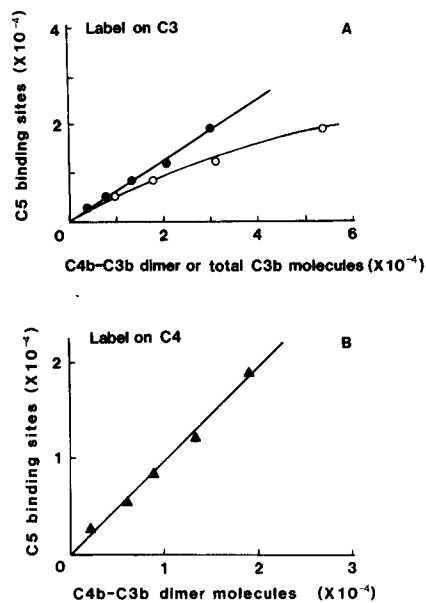 Label on C3
A
C5 binding sites (X10⁻⁴)
4
2
0
0
2
4
6
C4b-C3b dimer or total C3b molecules (X10⁻⁴)
Label on C4
B
C5 binding sites (X10⁻⁴)
2
1
0
0
1
2
3
C4b-C3b dimer molecules (X10⁻⁴)